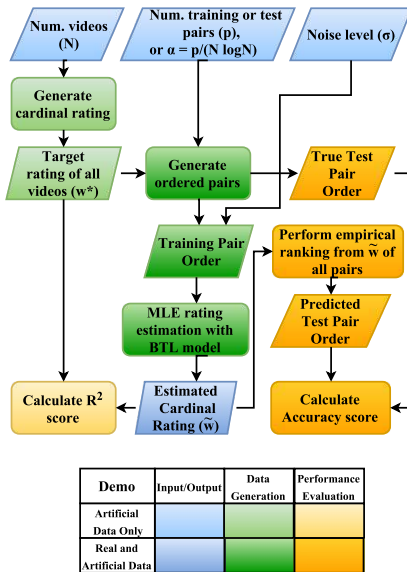 Num. videos
(N)
Num. training or test
pairs (p),
or α = p/(N logN)
Noise level (σ)
Generate
cardinal rating
Target
rating of all
videos (w*)
Generate
ordered pairs
True Test
Pair
Order
Training Pair
Order
Perform empirical
ranking from w̃ of
all pairs
MLE rating
estimation with
BTL model
Predicted
Test Pair
Order
Calculate R²
score
Estimated
Cardinal
Rating (w̃)
Calculate
Accuracy score
Demo
Input/Output
Data
Generation
Performance
Evaluation
Artificial
Data Only
Real and
Artificial Data